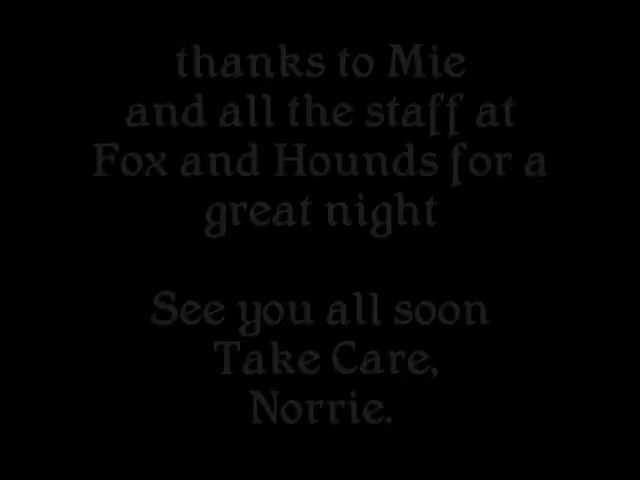 thanks to Mie
and all the staff at
Fox and Hounds for a
great night
See you all soon
Take Care,
Norrie.